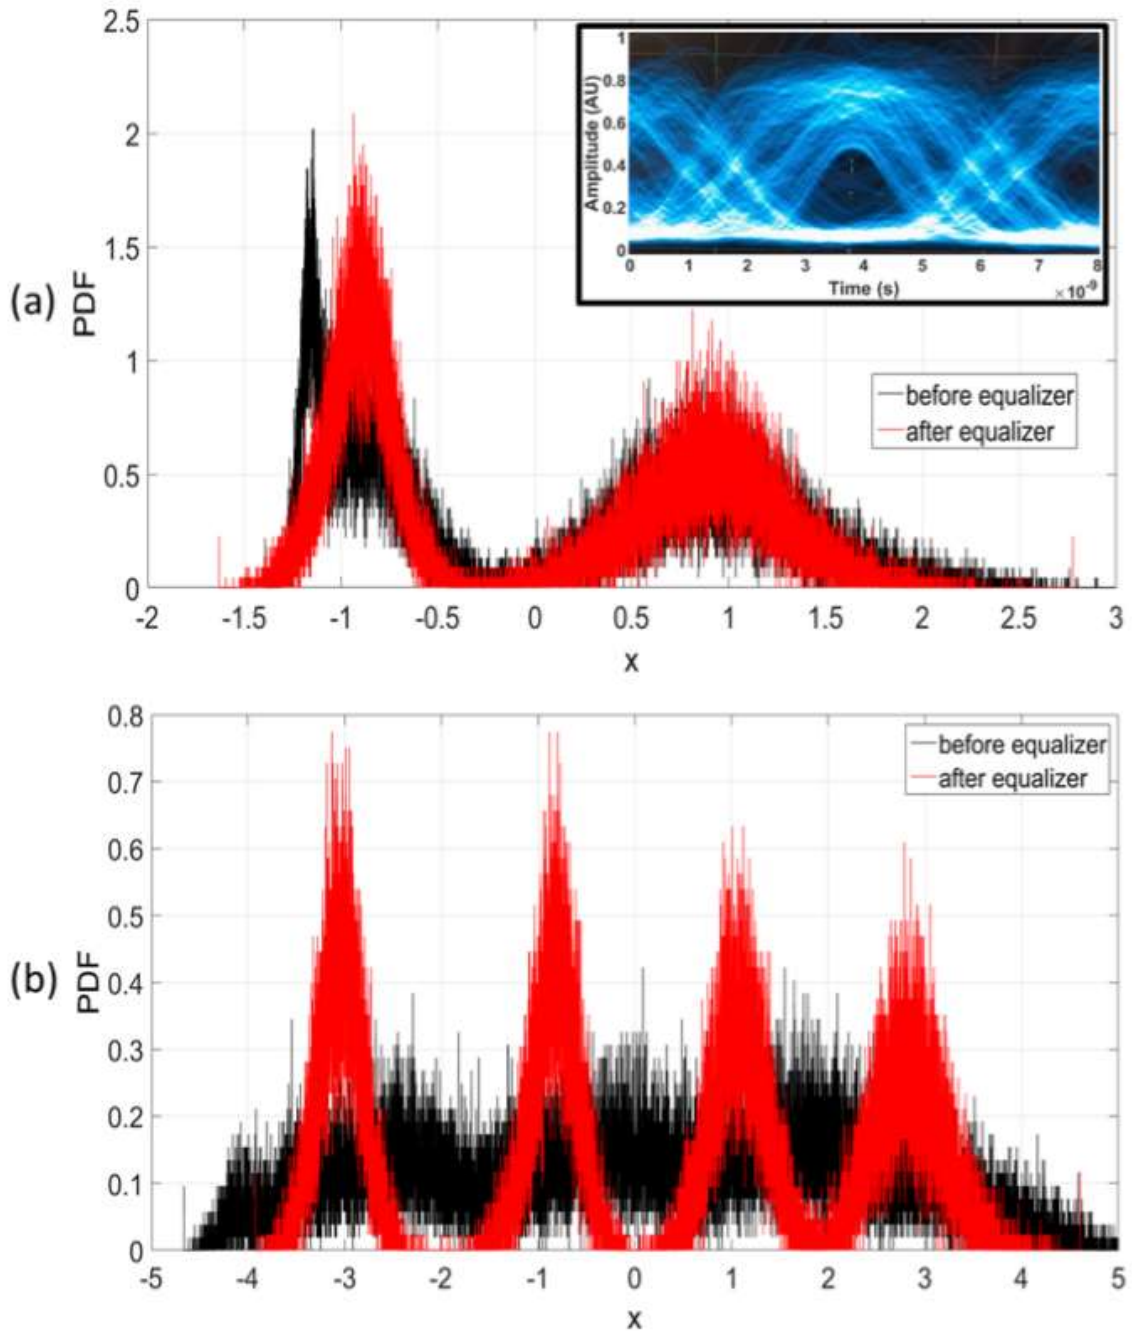 (a)
PDF
2.5
2
1.5
1
0.5
0
-2 -1.5 -1 -0.5 0 0.5 1 1.5 2 2.5 3
x
Amplitude (AU)
1
0.8
0.6
0.4
0.2
0
0 1 2 3 4 5 6 7 8
Time (s)
×10⁻⁹
before equalizer
after equalizer
(b)
PDF
0.8
0.7
0.6
0.5
0.4
0.3
0.2
0.1
0
-5 -4 -3 -2 -1 0 1 2 3 4 5
x
before equalizer
after equalizer